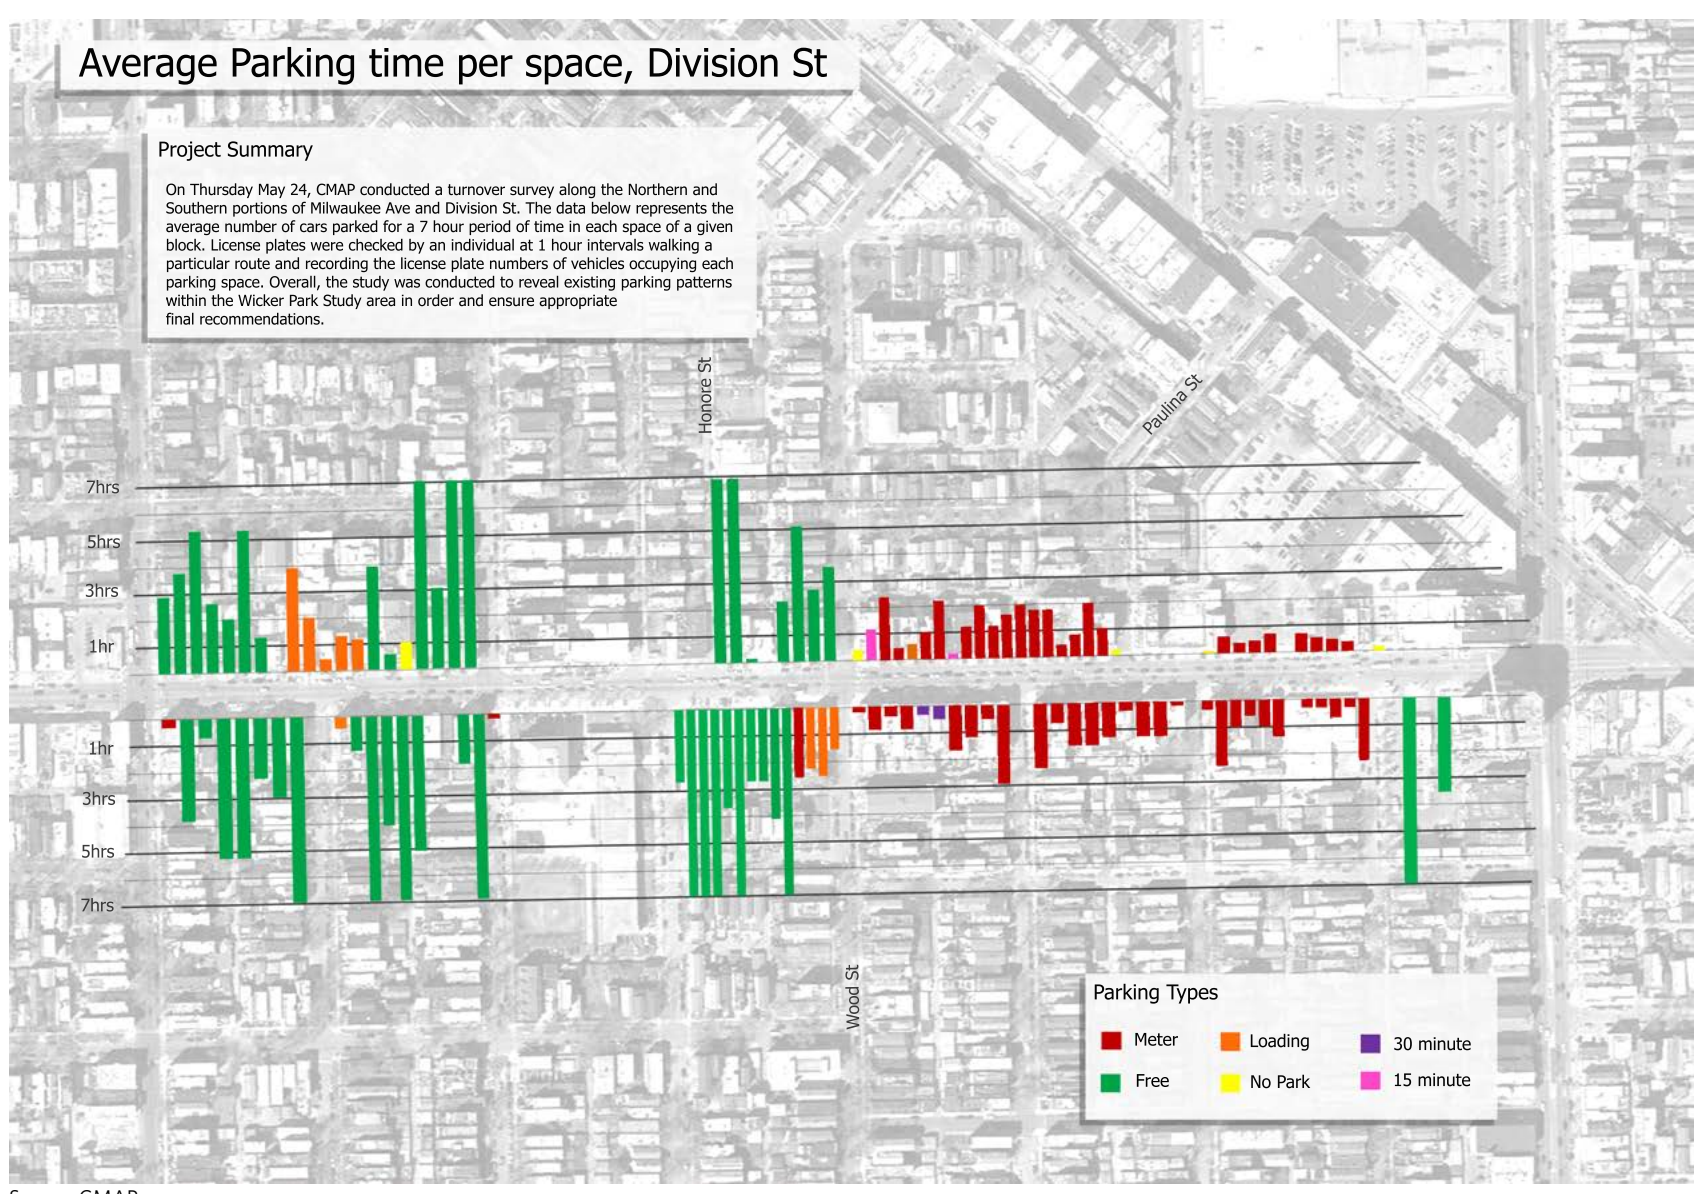 Average Parking time per space, Division St
Project Summary
On Thursday May 24, CMAP conducted a turnover survey along the Northern and
Southern portions of Milwaukee Ave and Division St. The data below represents the
average number of cars parked for a 7 hour period of time in each space of a given
block. License plates were checked by an individual at 1 hour intervals walking a
particular route and recording the license plate numbers of vehicles occupying each
parking space. Overall, the study was conducted to reveal existing parking patterns
within the Wicker Park Study area in order and ensure appropriate
final recommendations.
Honore St
Paulina St
7hrs
5hrs
3hrs
1hr
1hr
3hrs
5hrs
7hrs
Wood St
Parking Types
Meter
Loading
30 minute
Free
No Park
15 minute